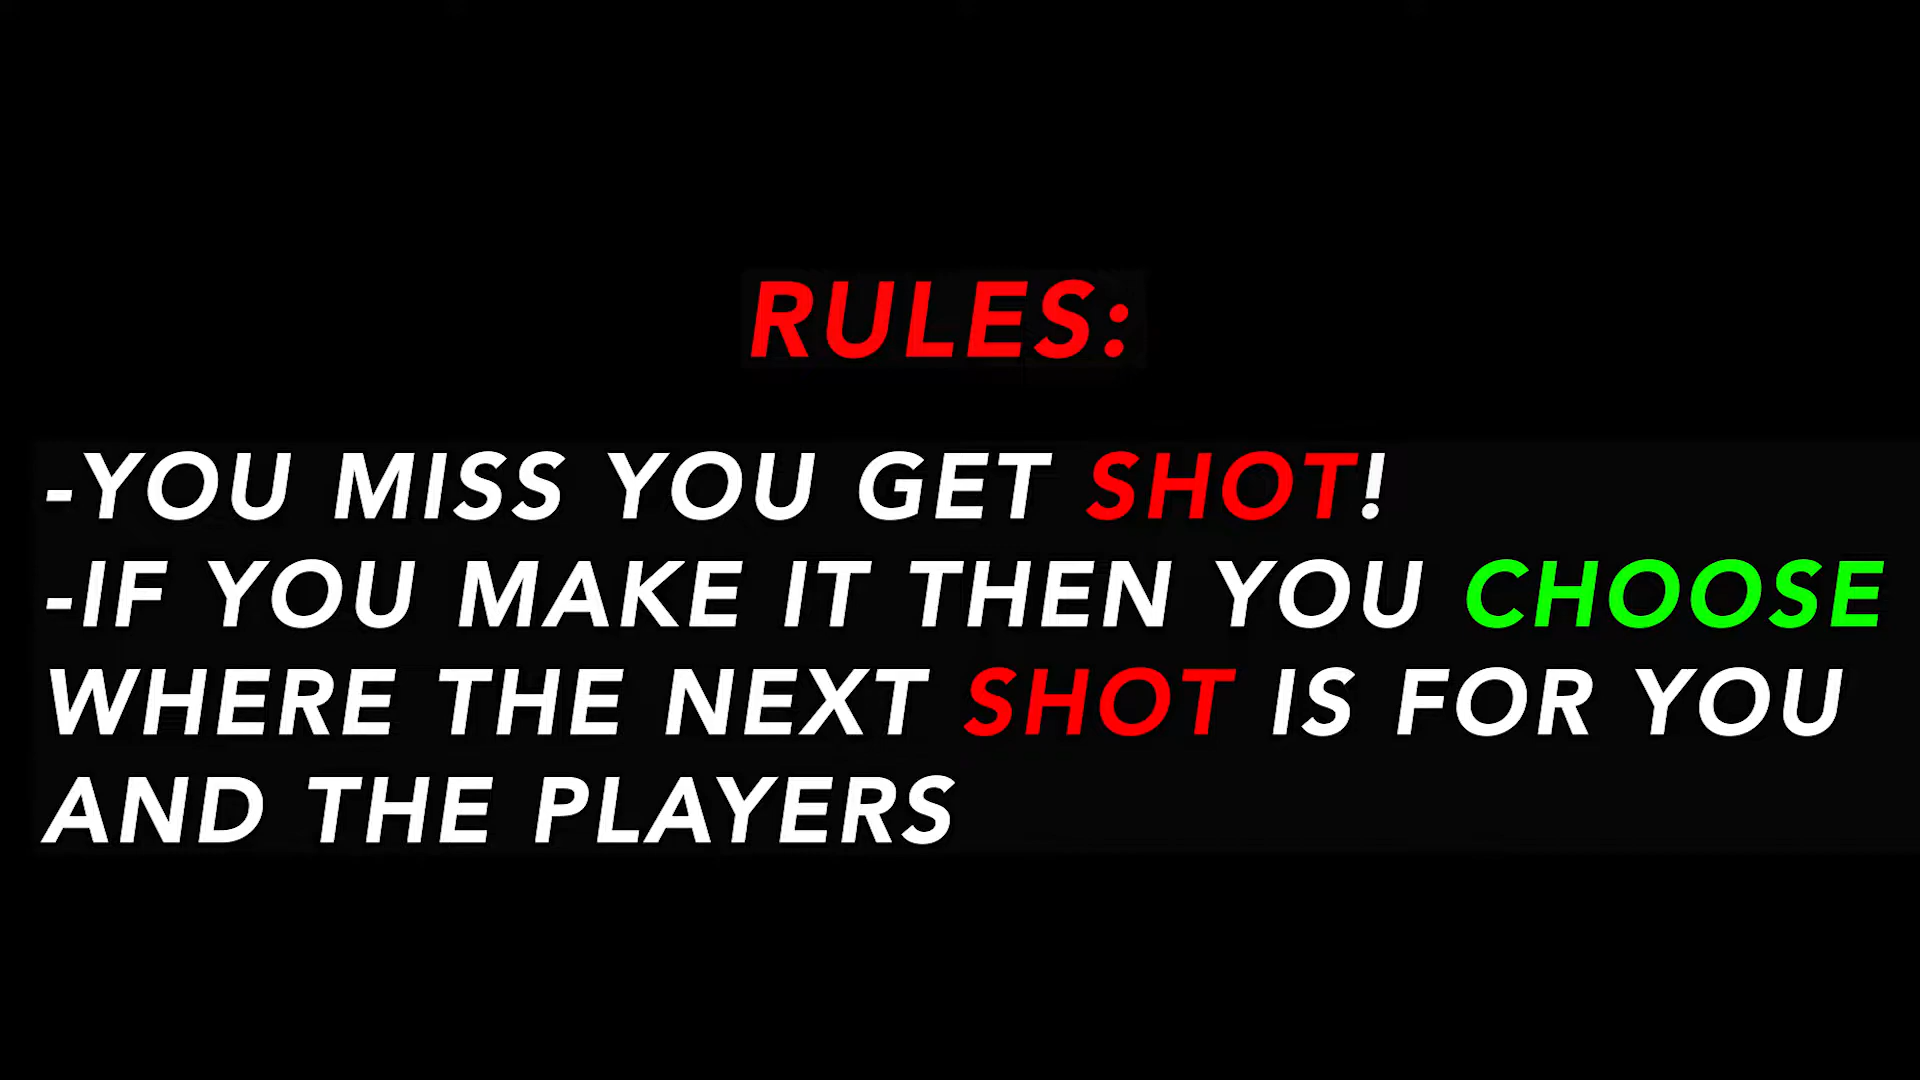 RULES:
-YOU MISS YOU GET SHOT!
-IF YOU MAKE IT THEN YOU CHOOSE
WHERE THE NEXT SHOT IS FOR YOU
AND THE PLAYERS